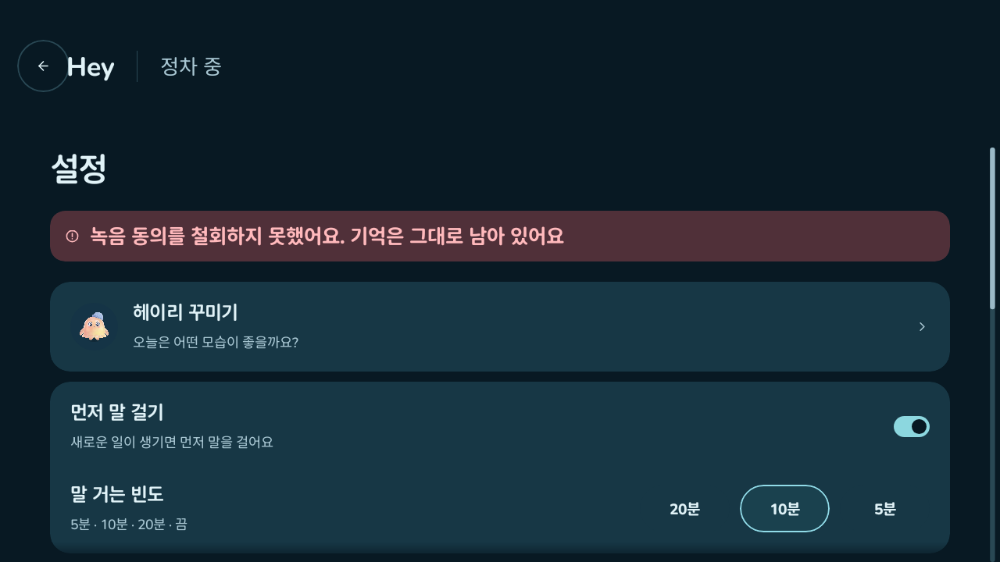 Hey
정차 중
설정
녹음 동의를 철회하지 못했어요. 기억은 그대로 남아 있어요
헤이리 꾸미기
오늘은 어떤 모습이 좋을까요?
먼저 말 걸기
새로운 일이 생기면 먼저 말을 걸어요
말 거는 빈도
5분 · 10분 · 20분 · 끔
20분
10분
5분